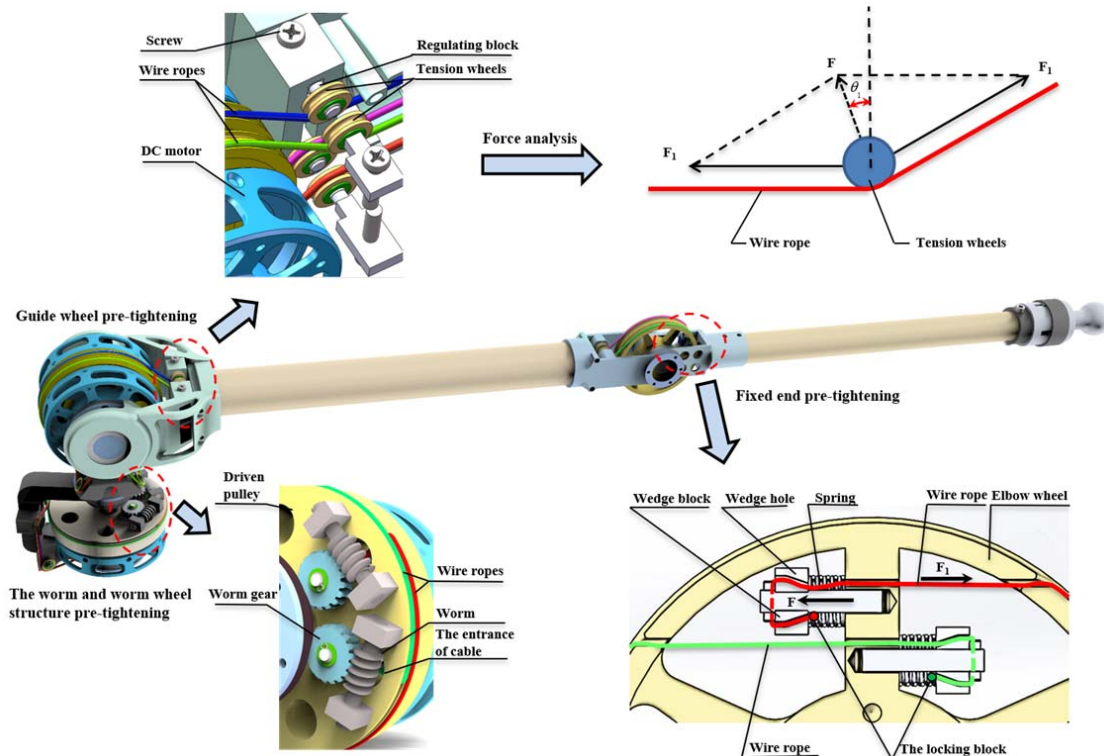 Screw
Wire ropes
DC motor
Regulating block
Tension wheels
Force analysis
F
F₁
θ₁
F₁
Wire rope
Tension wheels
Guide wheel pre-tightening
Fixed end pre-tightening
The worm and worm wheel
structure pre-tightening
Driven
pulley
Worm gear
Wire ropes
Worm
The entrance
of cable
Wedge block
Wedge hole
Spring
Wire rope
Elbow wheel
F₁
F
Wire rope
The locking block